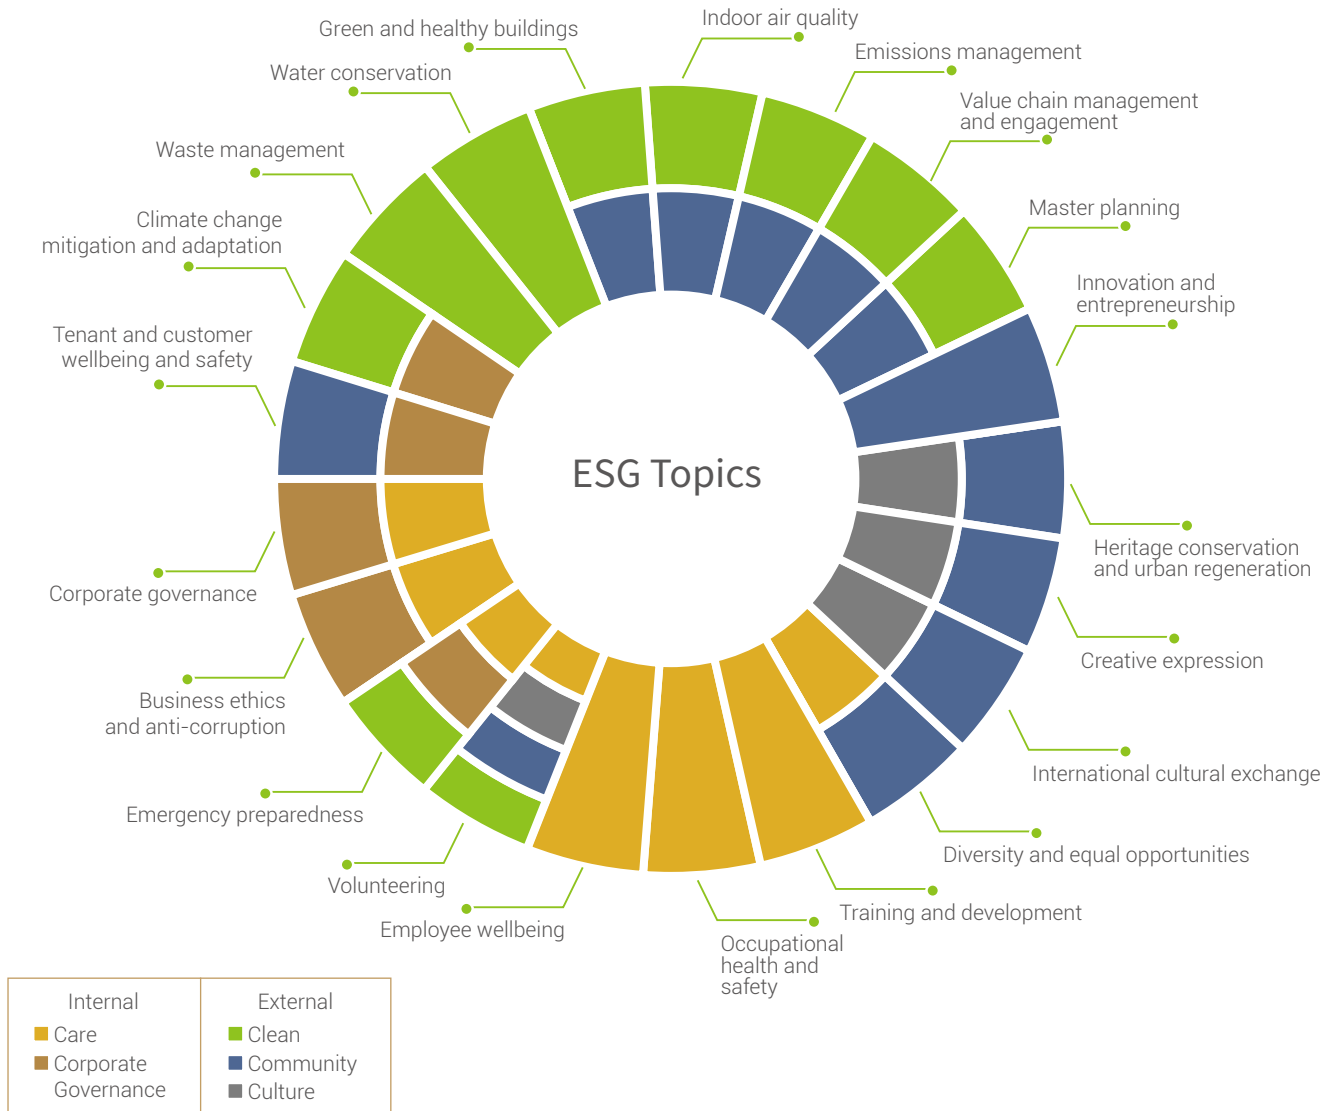 Indoor air quality
Green and healthy buildings
Emissions management
Water conservation
Value chain management
and engagement
Waste management
Master planning
Climate change
mitigation and adaptation
Innovation and
entrepreneurship
Tenant and customer
wellbeing and safety
ESG Topics
Heritage conservation
and urban regeneration
Corporate governance
Creative expression
Business ethics
and anti-corruption
International cultural exchange
Emergency preparedness
Diversity and equal opportunities
Volunteering
Training and development
Employee wellbeing
Occupational
health and
safety
Internal
Care
Corporate
Governance
External
Clean
Community
Culture